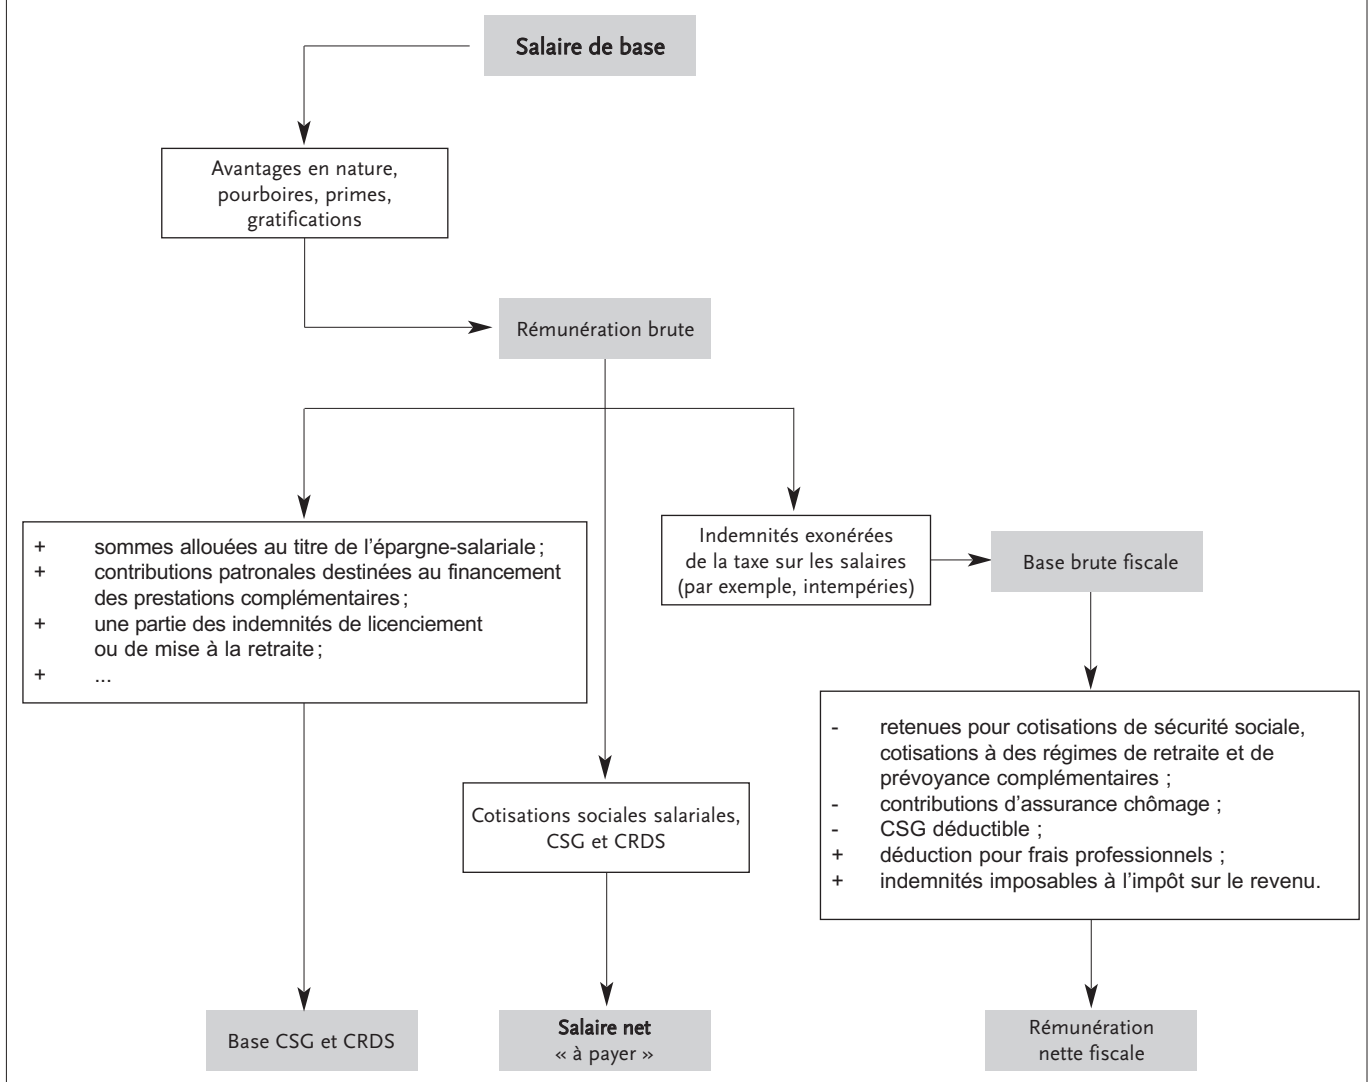 Salaire de base
Avantages en nature,
pourboires, primes,
gratifications
Rémunération brute
+ sommes allouées au titre de l’épargne-salariale ;
+ contributions patronales destinées au financement
des prestations complémentaires ;
+ une partie des indemnités de licenciement
ou de mise à la retraite ;
+ ...
Indemnités exonérées
de la taxe sur les salaires
(par exemple, intempéries)
Base brute fiscale
- retenues pour cotisations de sécurité sociale,
cotisations à des régimes de retraite et de
prévoyance complémentaires ;
- contributions d’assurance chômage ;
- CSG déductible ;
+ déduction pour frais professionnels ;
+ indemnités imposables à l’impôt sur le revenu.
Cotisations sociales salariales,
CSG et CRDS
Base CSG et CRDS
Salaire net
« à payer »
Rémunération
nette fiscale